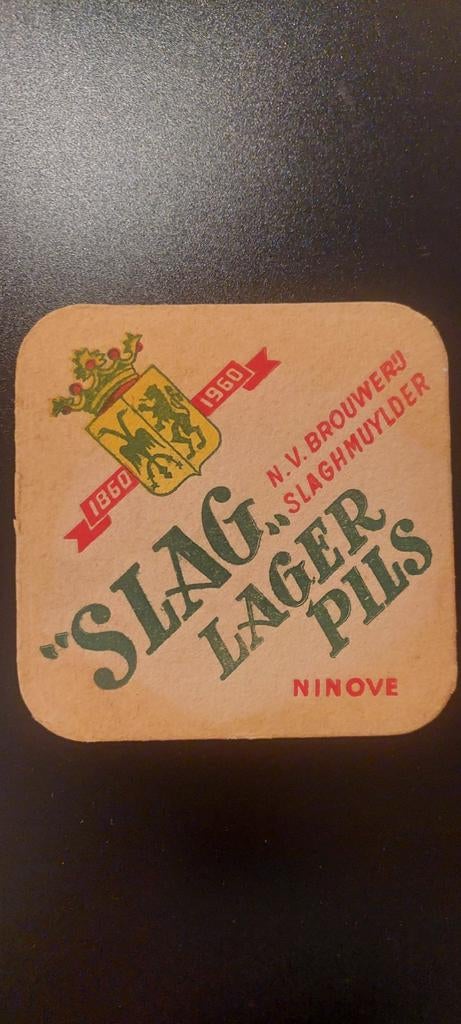 1860 1960
N.V. BROUWERIJ
SLAGHMUYLDER
"SLAG„
LAGER
PILS
NINOVE